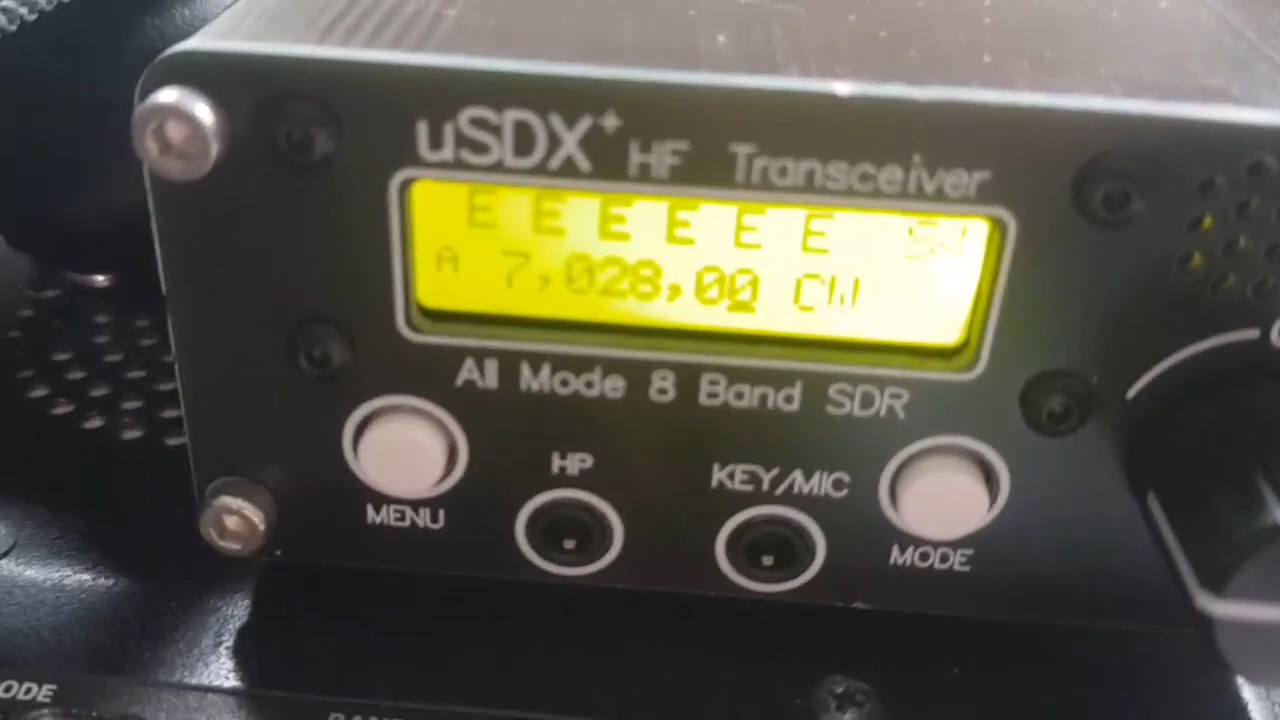 uSDX+ HF Transceiver
E E E E E E
A 7,028,00 CW
All Mode 8 Band SDR
HP
KEY/MIC
MENU
MODE